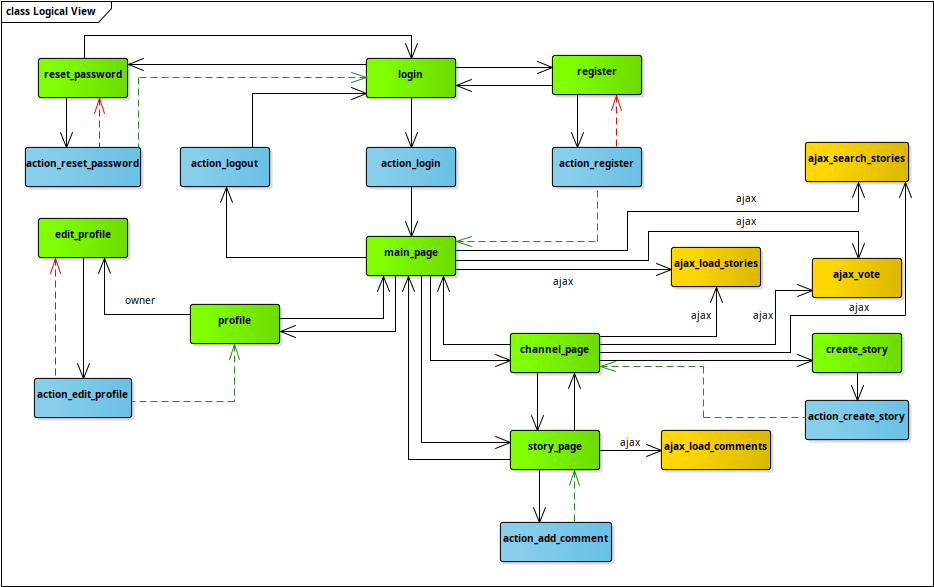 class Logical View
reset_password
login
register
action_reset_password
action_logout
action_login
action_register
ajax_search_stories
ajax
ajax
edit_profile
main_page
ajax_load_stories
ajax_vote
ajax
owner
profile
ajax
ajax
ajax
channel_page
create_story
action_edit_profile
action_create_story
story_page
ajax
ajax_load_comments
action_add_comment